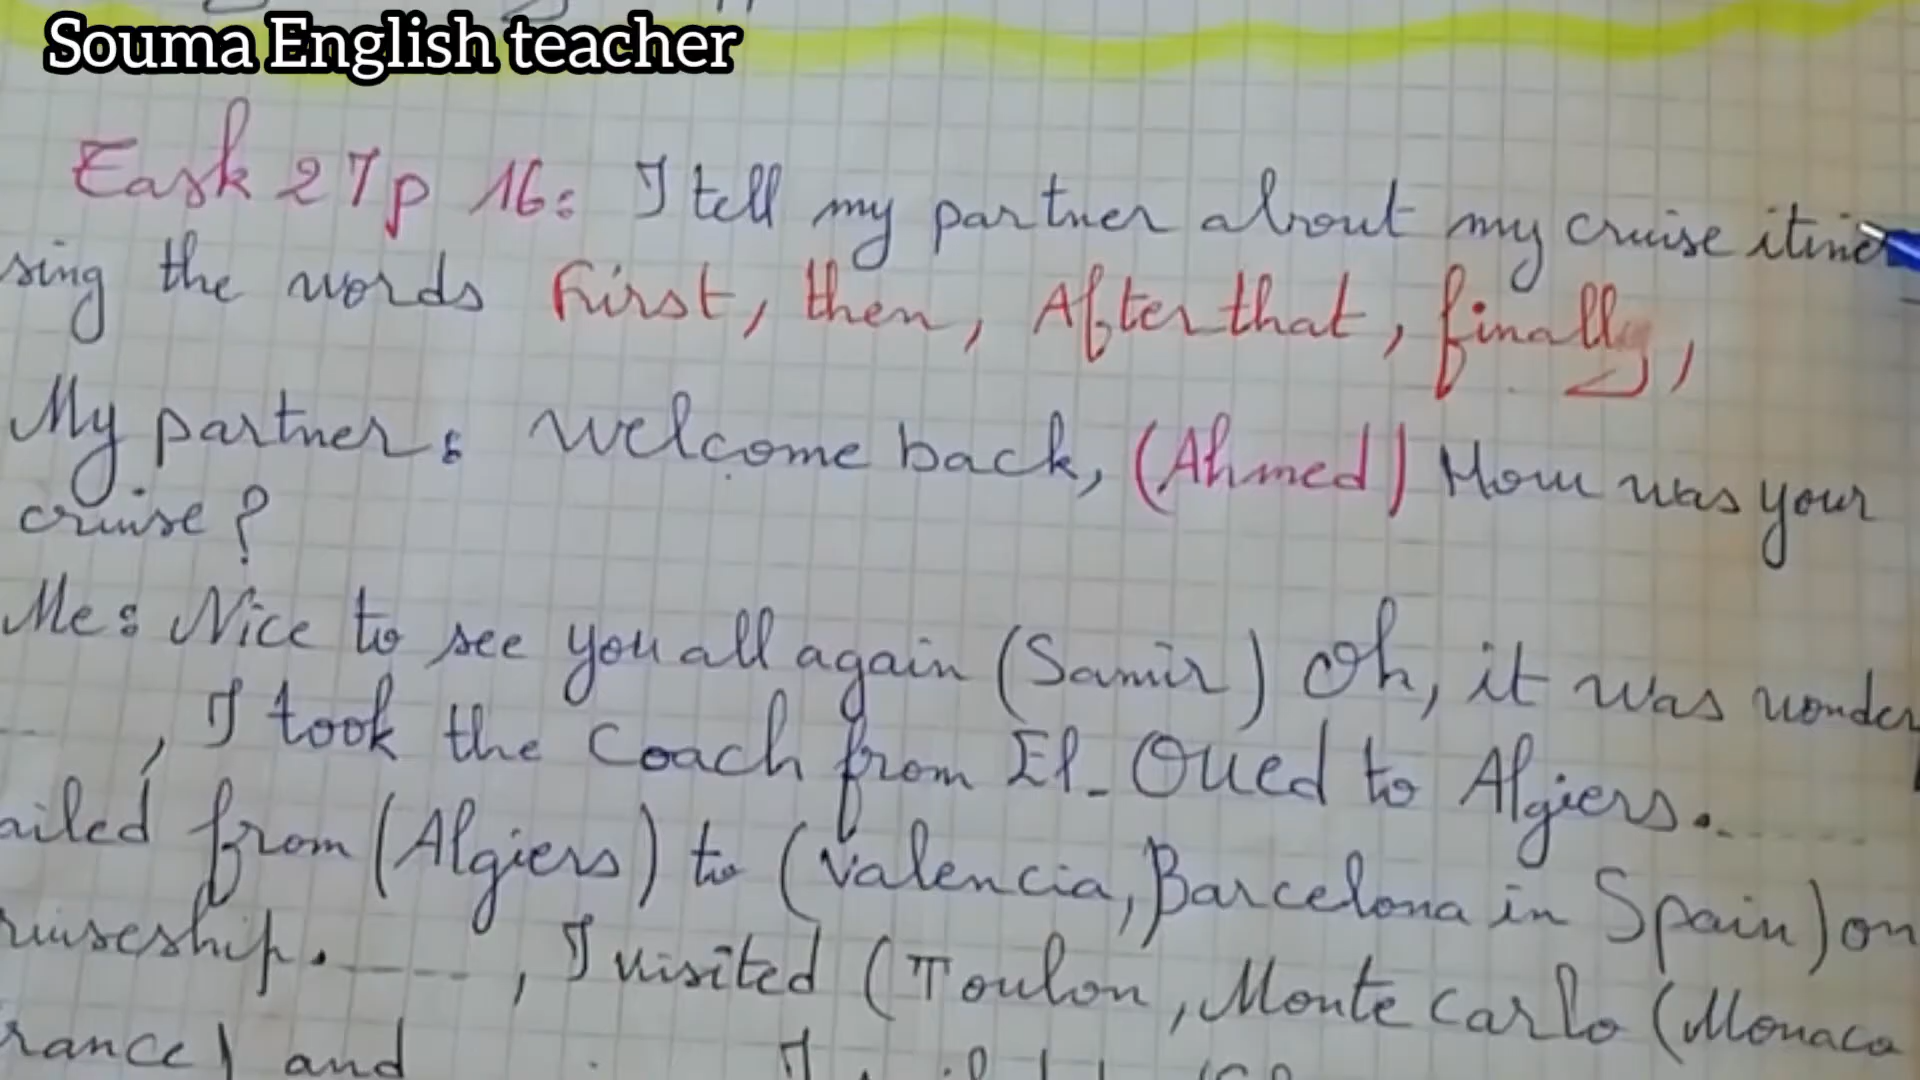 Souma English teacher
Task 27 p 16: I tell my partner about my cruise itine
sing the words First, then, After that, finally,
My partner: Welcome back, (Ahmed) How was your
cruise?
Me: Nice to see you all again (Samir) Oh, it was wonder
----, I took the Coach from El-Oued to Algiers.......
ailed from (Algiers) to (Valencia, Barcelona in Spain) on
ruiseship.-----, I visited (Toulon, Monte Carlo (Monaco
rance) and